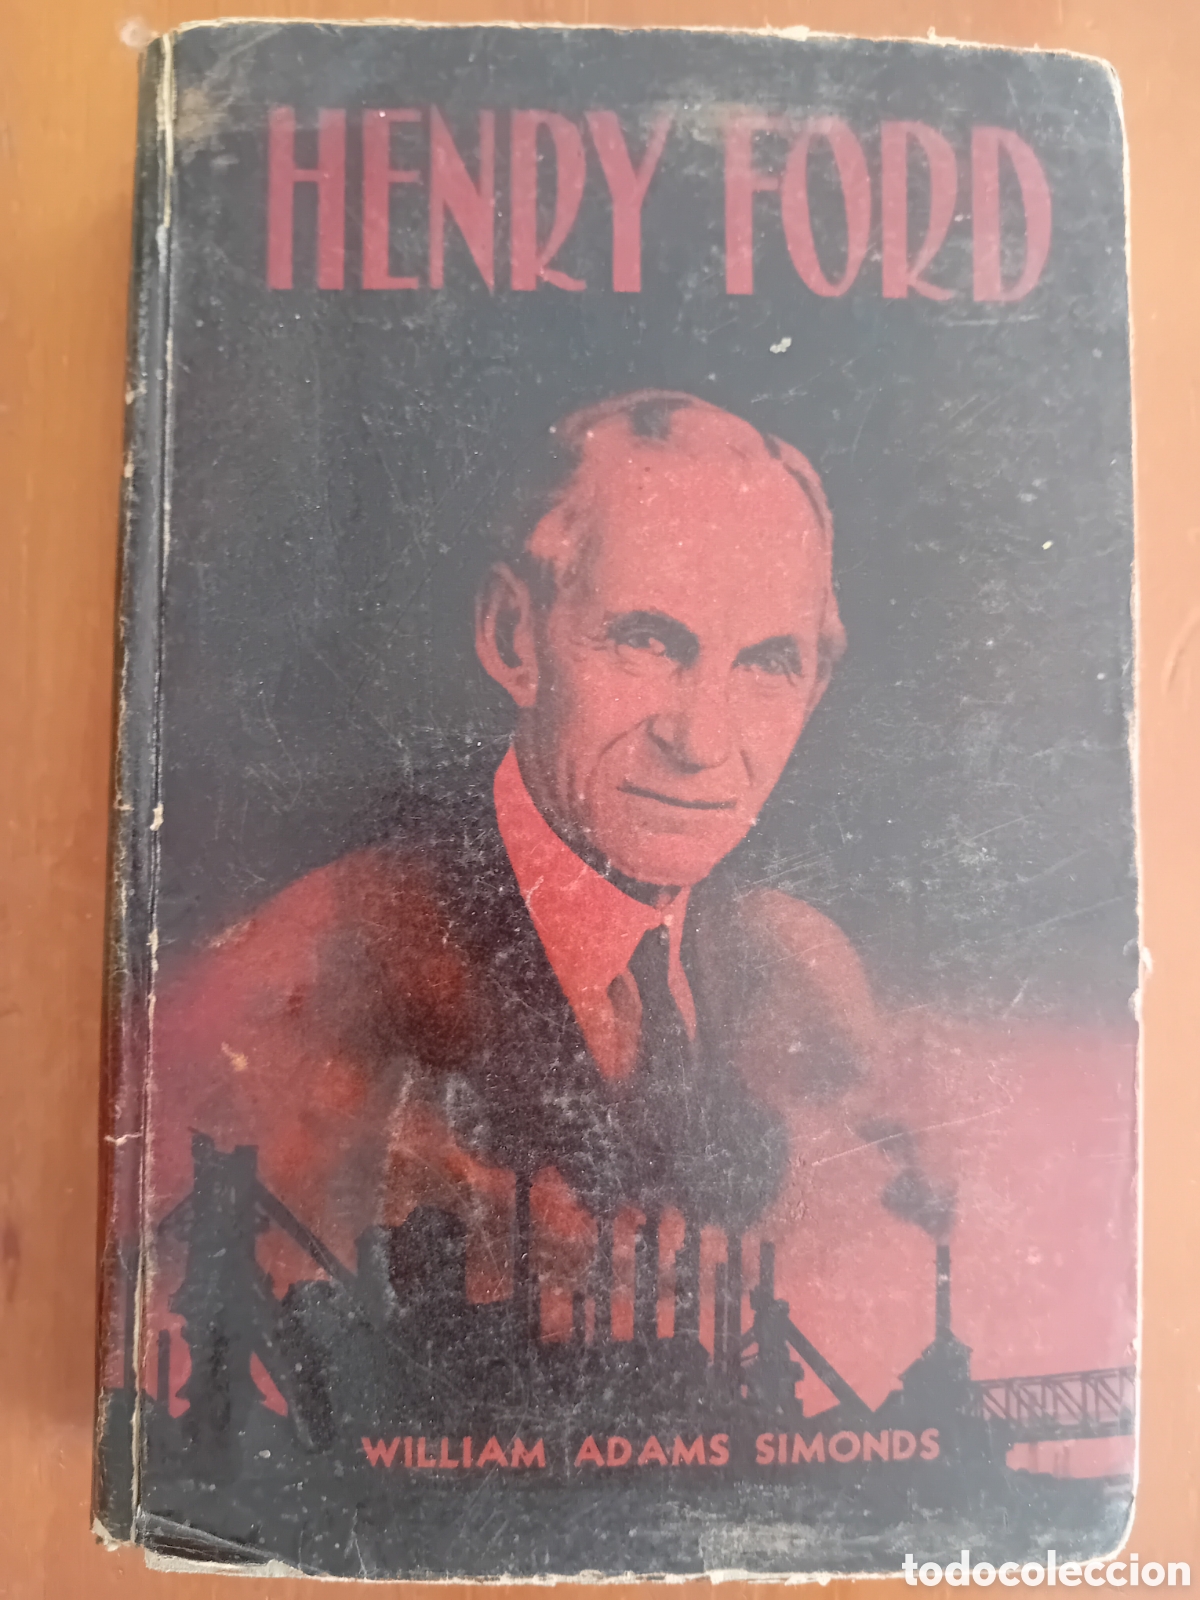 HENRY FORD
WILLIAM ADAMS SIMONDS
todocoleccion